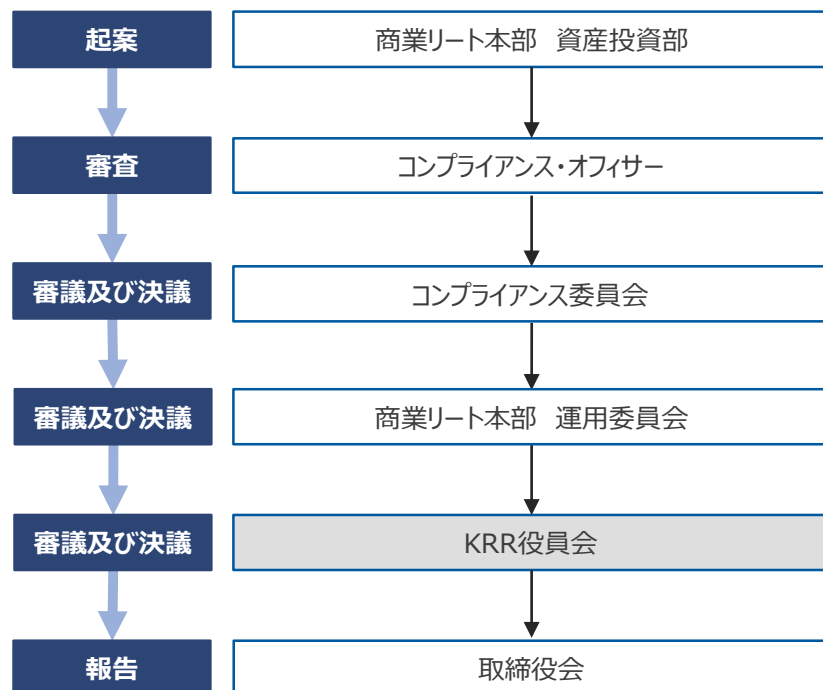 起案
商業リート本部　資産投資部
審査
コンプライアンス・オフィサー
審議及び決議
コンプライアンス委員会
審議及び決議
商業リート本部　運用委員会
審議及び決議
KRR役員会
報告
取締役会